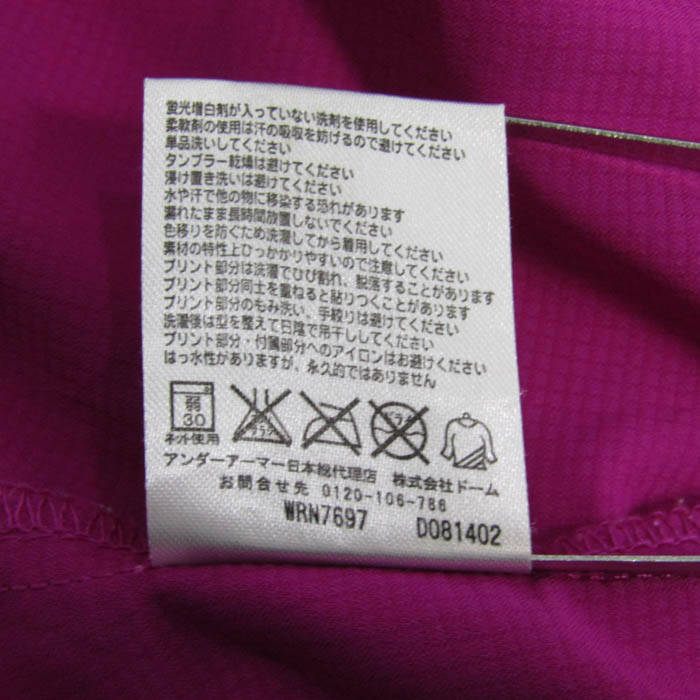 蛍光増白剤が入っていない洗剤を使用してください
柔軟剤の使用は汗の吸収を妨げるので避けてください
単品洗いしてください
タンブラー乾燥は避けてください
浸け置き洗いは避けてください
水や汗で他の物に移染する恐れがあります
濡れたまま長時間放置しないでください
色移りを防ぐため洗濯してから着用してください
素材の特性上ひっかかりやすいので注意してください
プリント部分は洗濯でひび割れ、脱落することがあります
プリント部分同士を重ねると貼りつくことがあります
プリント部分のもみ洗い、手絞りは避けてください
洗濯後は型を整えて日陰で吊干ししてください
プリント部分・付属部分へのアイロンはお避けください
はっ水性がありますが、永久的ではありません
弱
30
ネット使用
エンソ
サラシ
ドライ
アンダーアーマー日本総代理店 株式会社ドーム
お問合せ先 0120-106-786
WRN7697 D081402